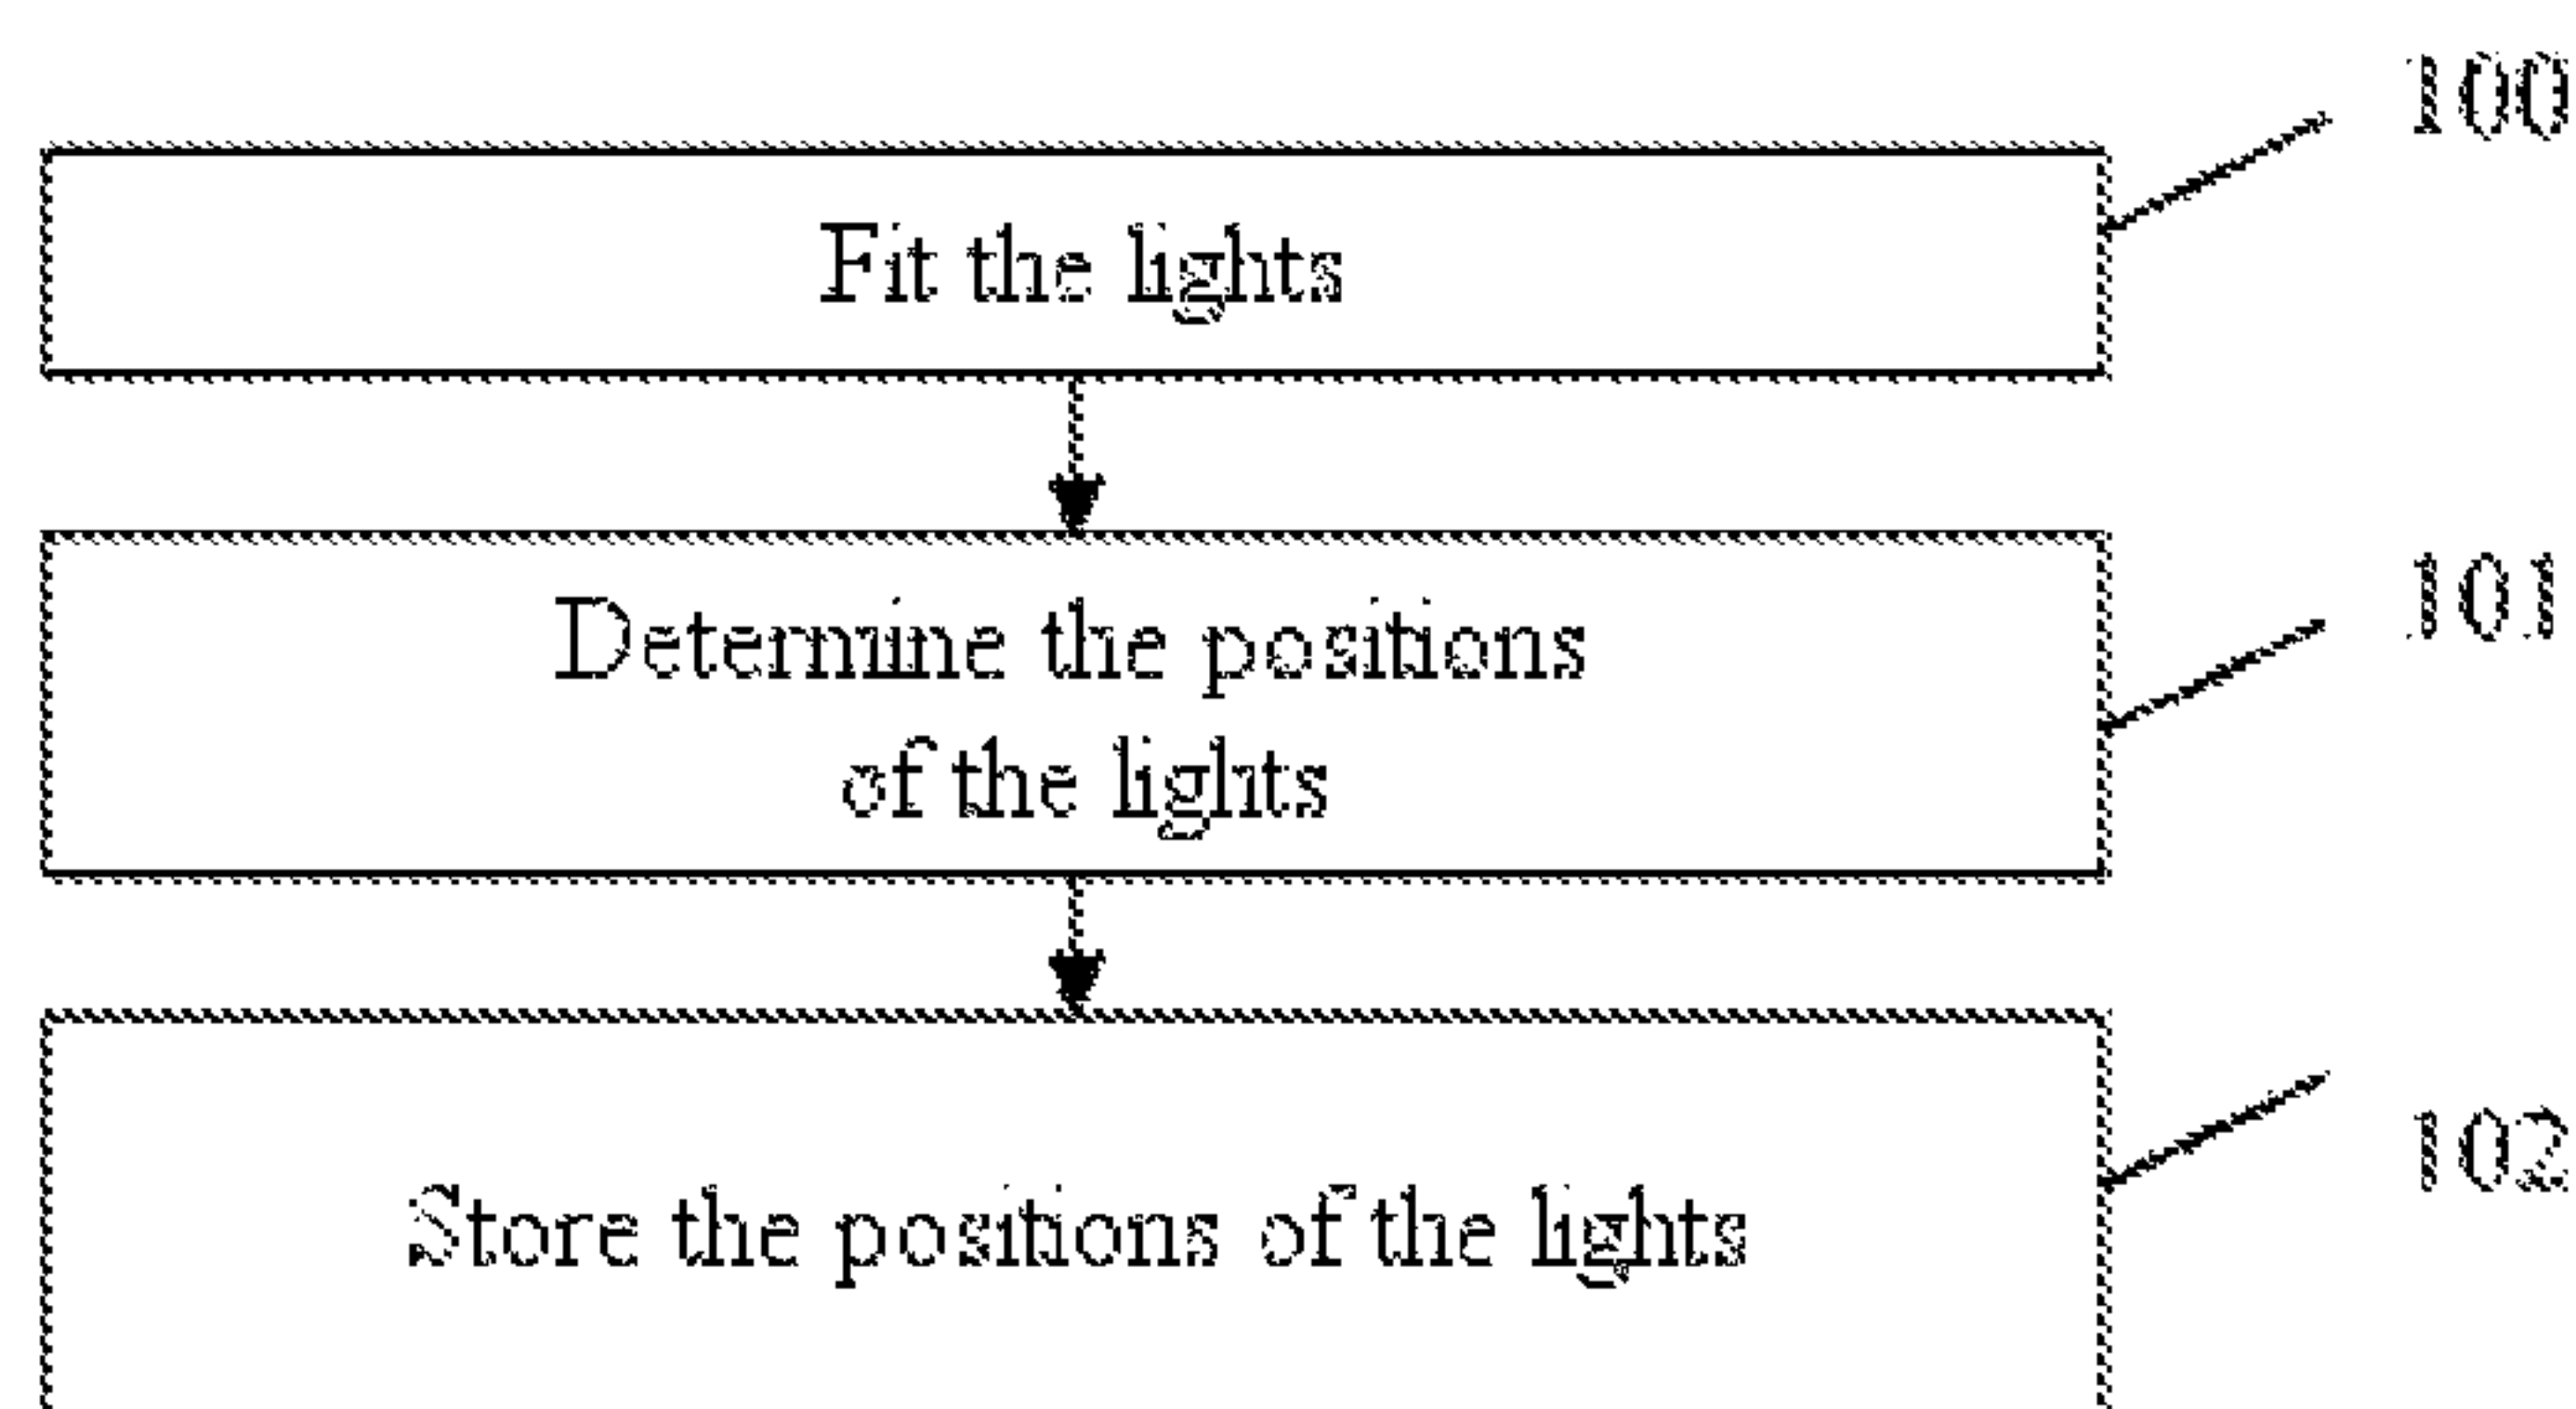 100
Fit the lights
101
Determine the positions
of the lights
102
Store the positions of the lights